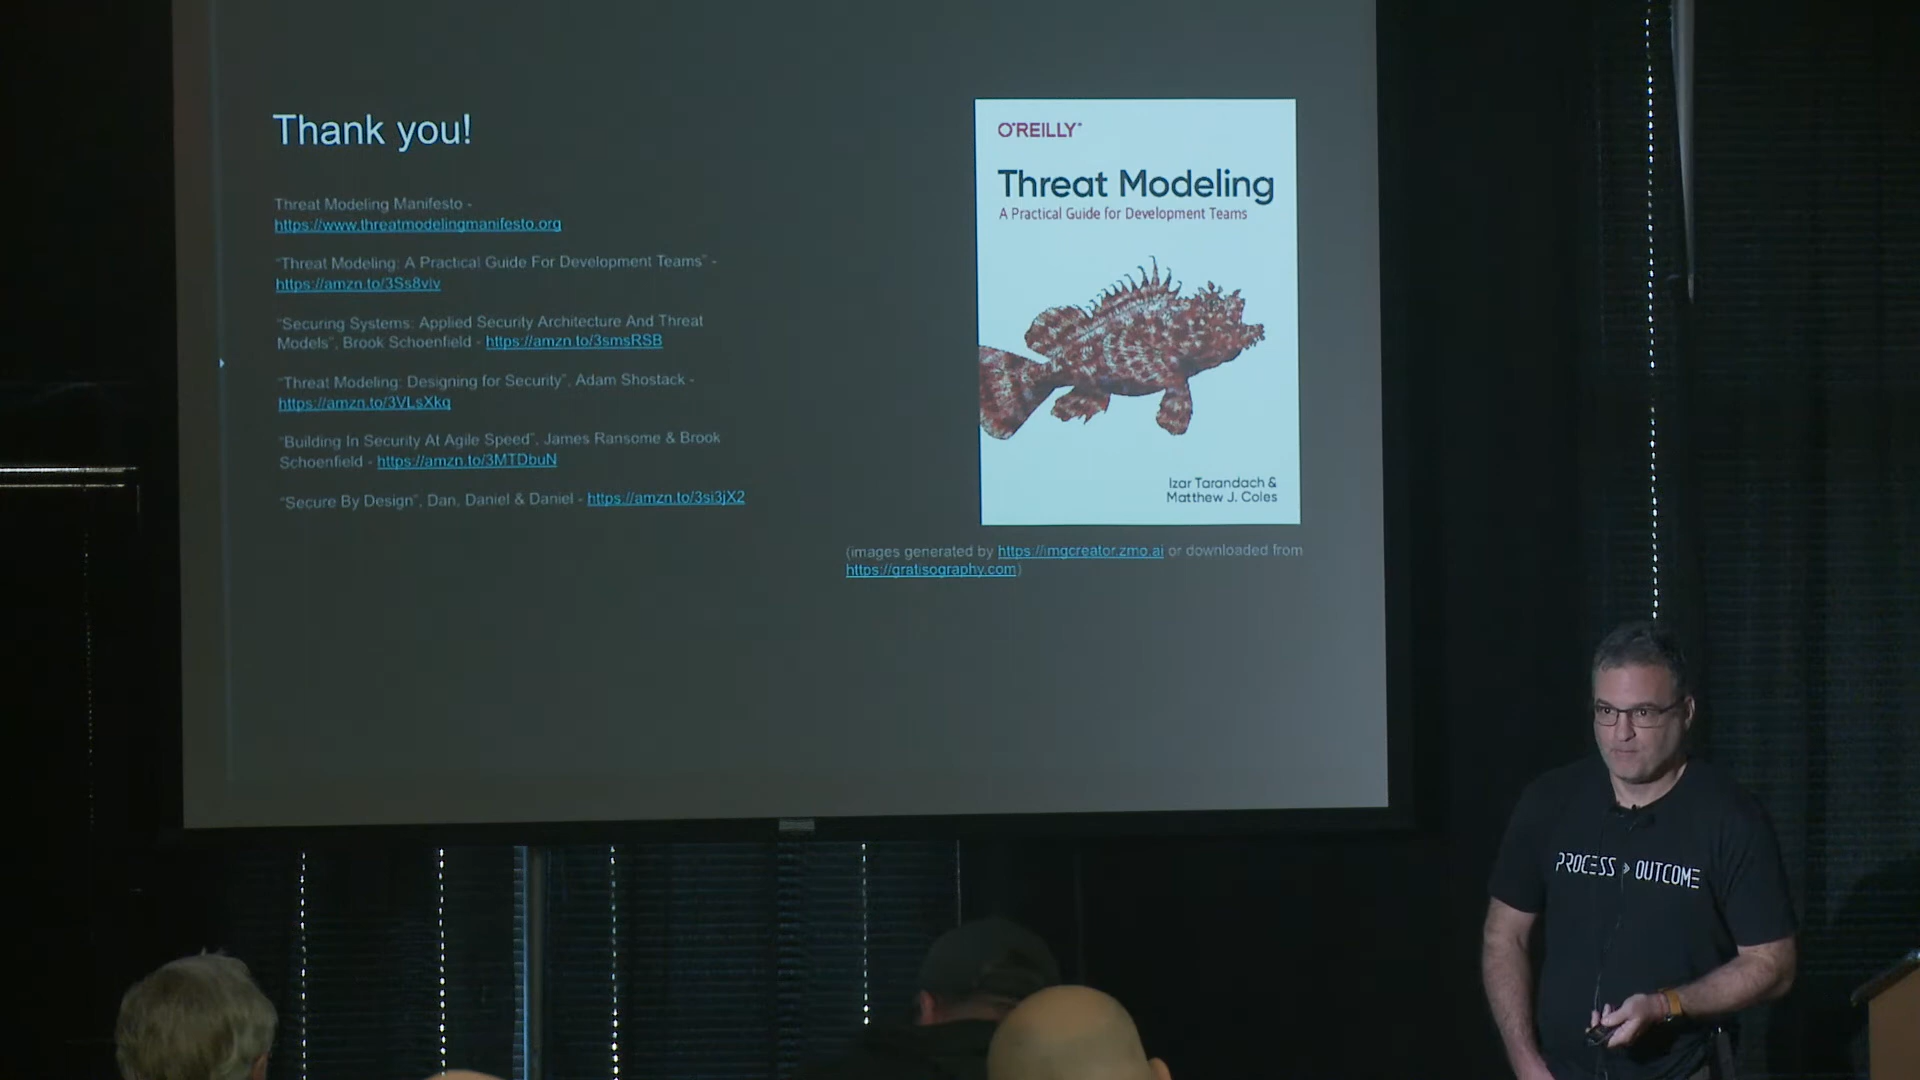 Thank you!
Threat Modeling Manifesto -
https://www.threatmodelingmanifesto.org
"Threat Modeling: A Practical Guide For Development Teams" -
https://amzn.to/3Ss8viv
"Securing Systems: Applied Security Architecture And Threat
Models", Brook Schoenfield - https://amzn.to/3smsRSB
"Threat Modeling: Designing for Security", Adam Shostack -
https://amzn.to/3VLsXkq
"Building In Security At Agile Speed", James Ransome & Brook
Schoenfield - https://amzn.to/3MTDbuN
"Secure By Design", Dan, Daniel & Daniel - https://amzn.to/3si3jX2
O'REILLY®
Threat Modeling
A Practical Guide for Development Teams
Izar Tarandach &
Matthew J. Coles
(images generated by https://imgcreator.zmo.ai or downloaded from
https://gratisography.com)
PROCESS > OUTCOME